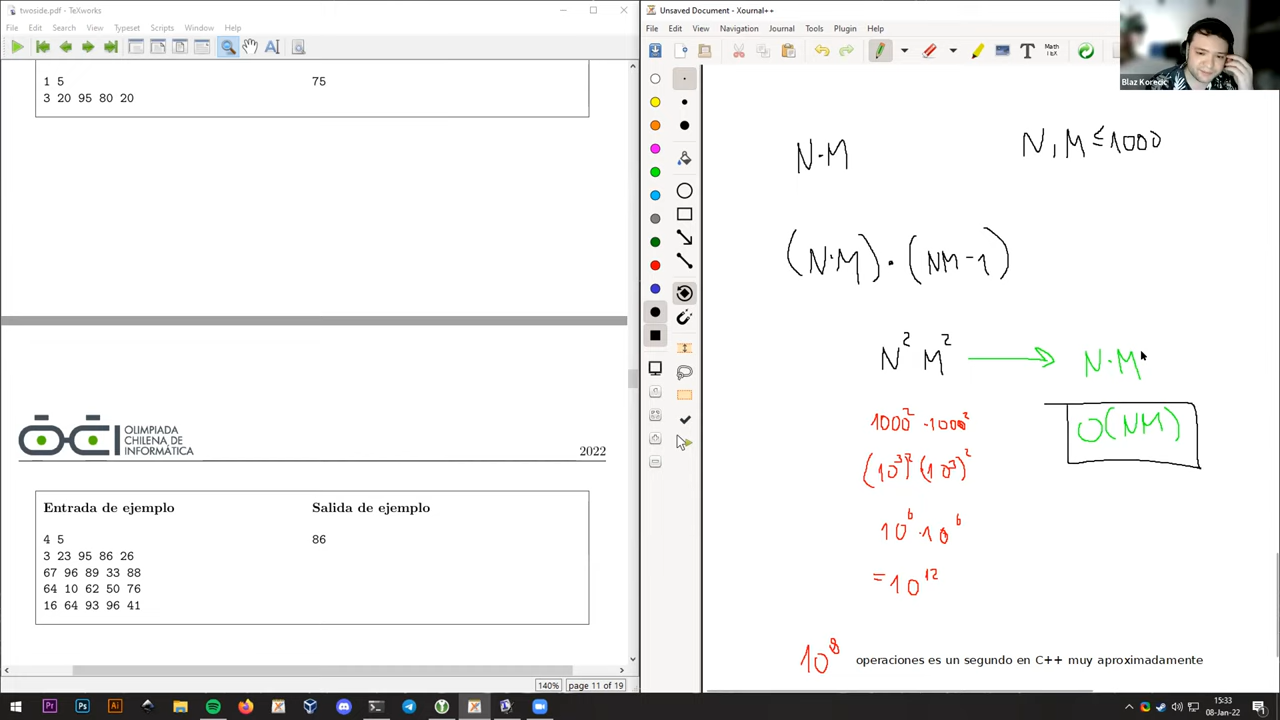 twoside.pdf - TeXworks
File Edit Search View Typeset Scripts Window Help
1 5
3 20 95 80 20
75
OLIMPIADA
CHILENA DE
INFORMÁTICA
2022
Entrada de ejemplo
Salida de ejemplo
4 5
86
3 23 95 86 26
67 96 89 33 88
64 10 62 50 76
16 64 93 96 41
140% page 11 of 19
Unsaved Document - Xournal++
File Edit View Navigation Journal Tools Plugin Help
T Math TEX
Blaz Korecic
N·M
N, M ≤ 1000
(N·M) · (NM-1)
N² M²
N·M
1000² · 1000²
O(NM)
(10³)² (10³)²
10⁶ · 10⁶
= 10¹²
10⁸ operaciones es un segundo en C++ muy aproximadamente
15:33
08-Jan-22